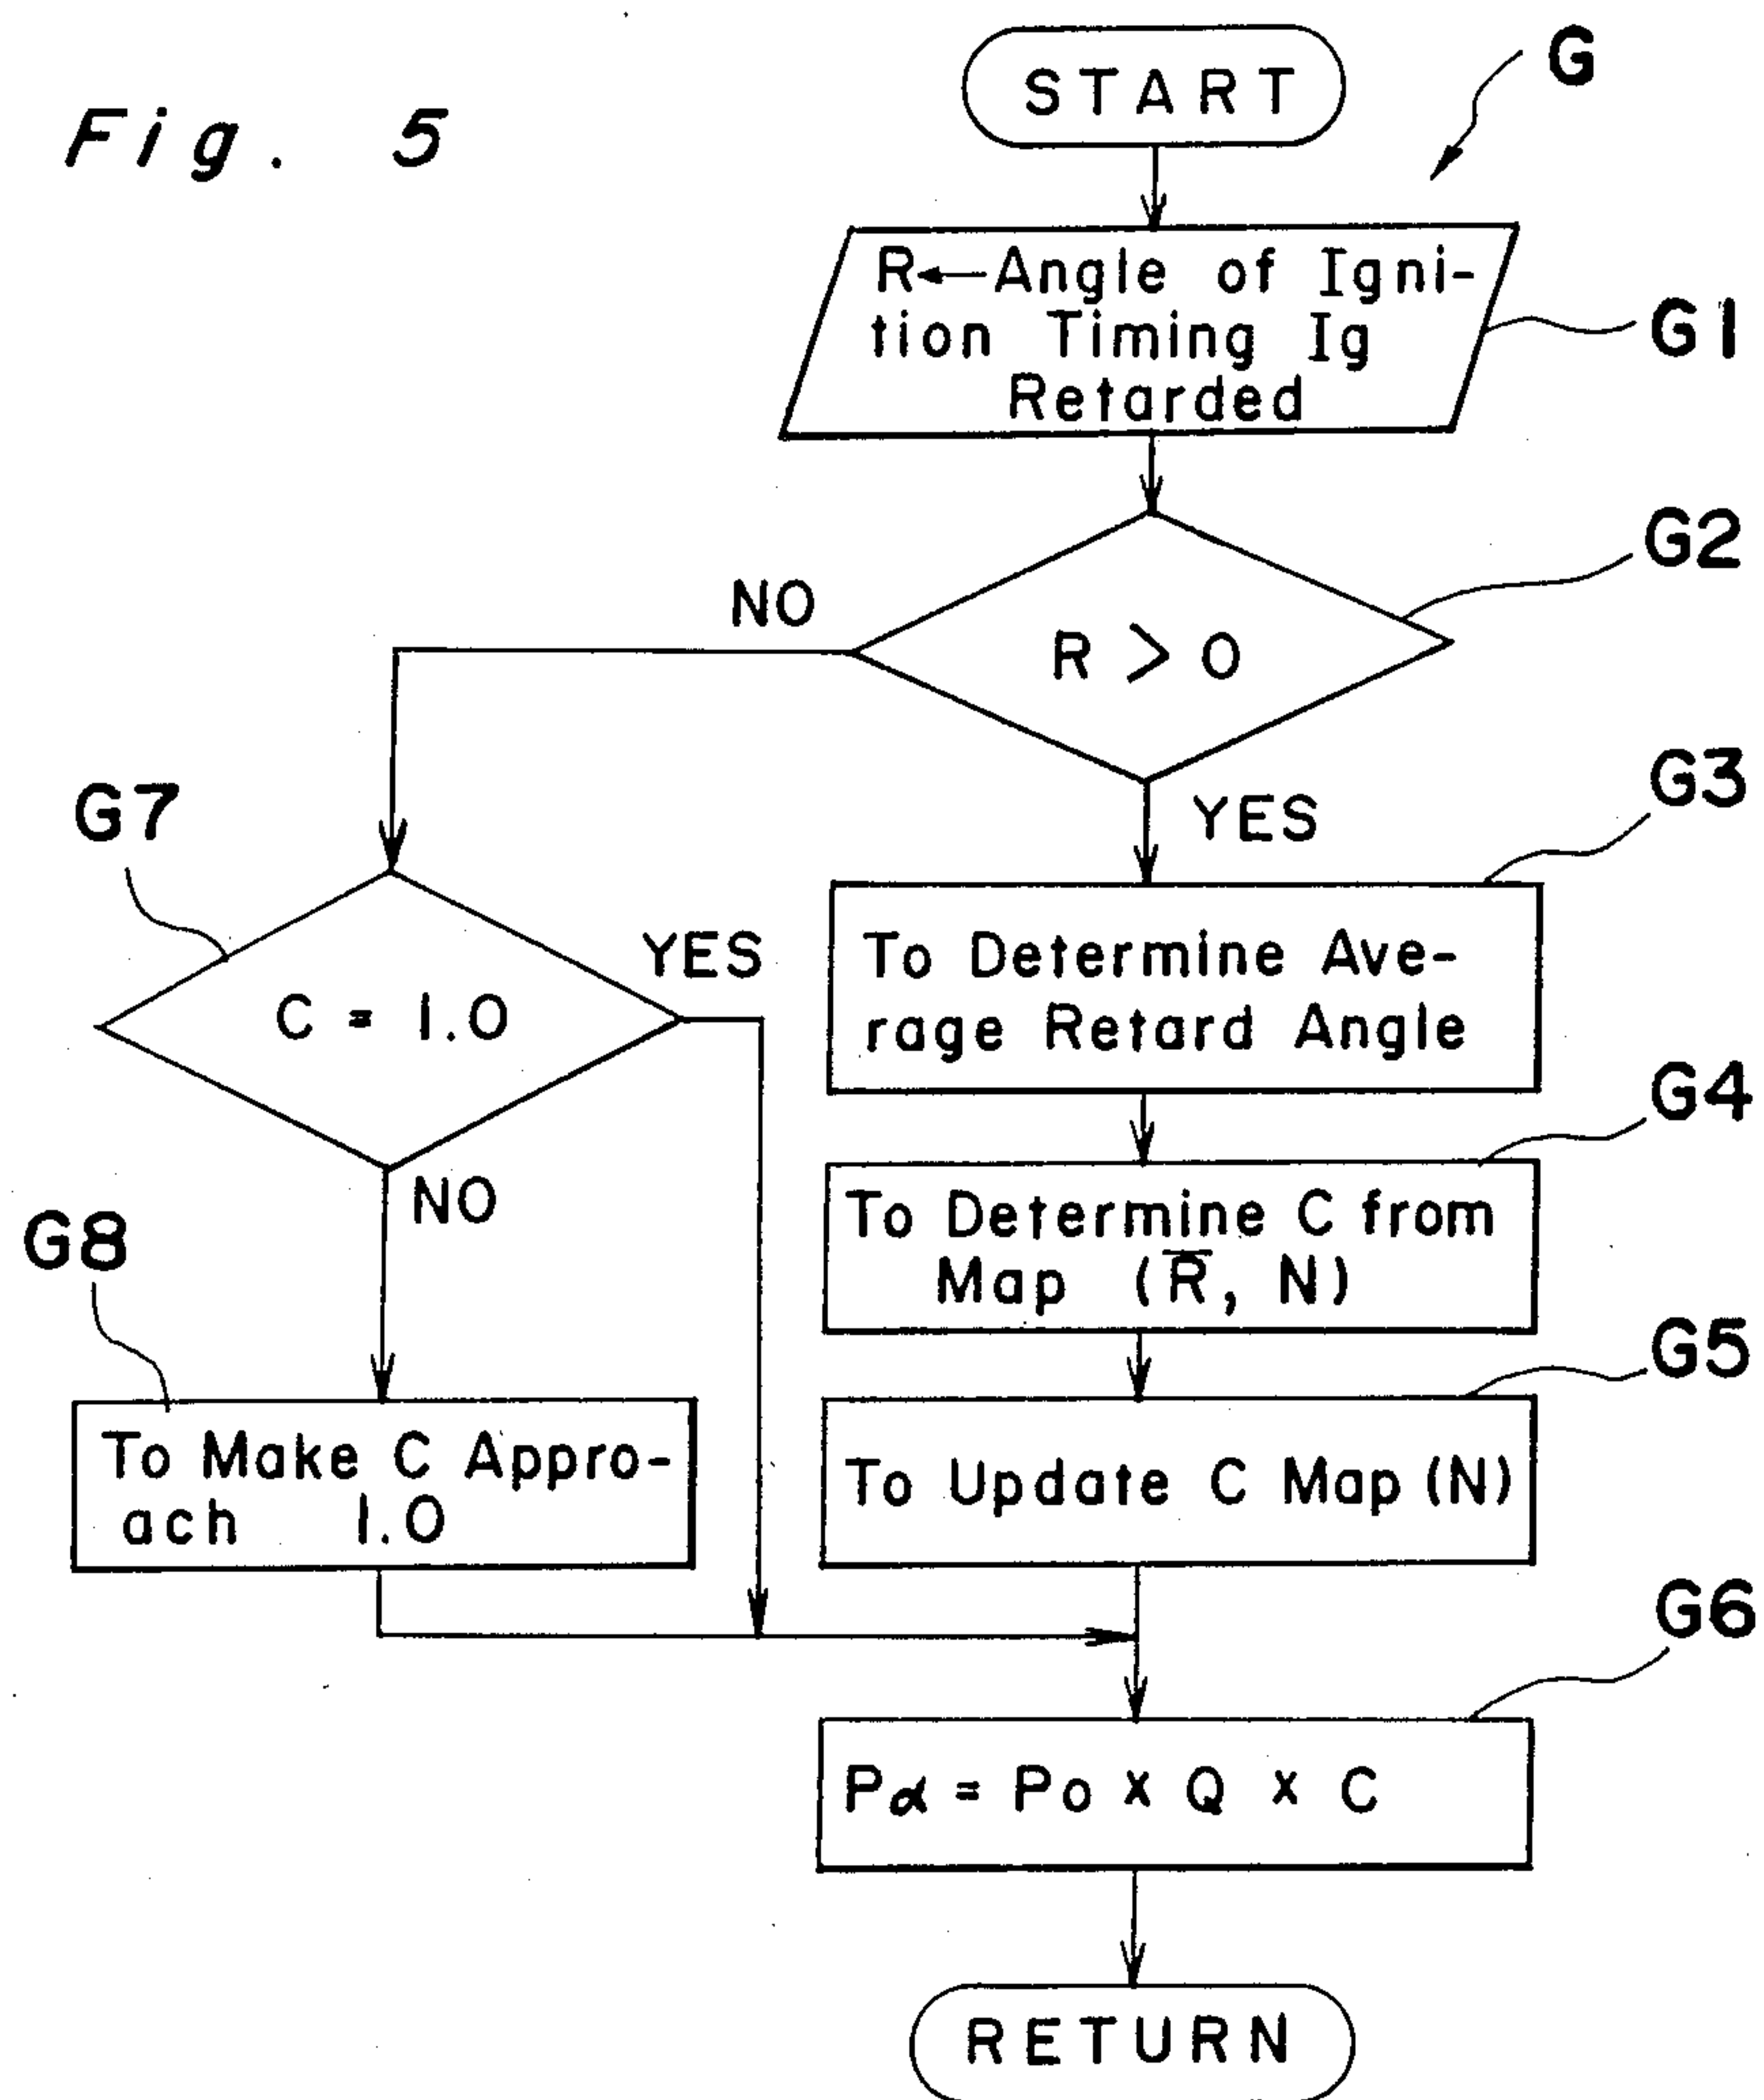 Fig. 5
START
G
R←Angle of Igni-
tion Timing Ig
Retarded
G1
G2
NO
R > 0
YES
G3
To Determine Ave-
rage Retard Angle
G7
C = 1.0
YES
NO
G4
To Determine C from
Map (R̅, N)
G8
To Make C Appro-
ach 1.0
G5
To Update C Map (N)
G6
Pα = Po x Q x C
RETURN